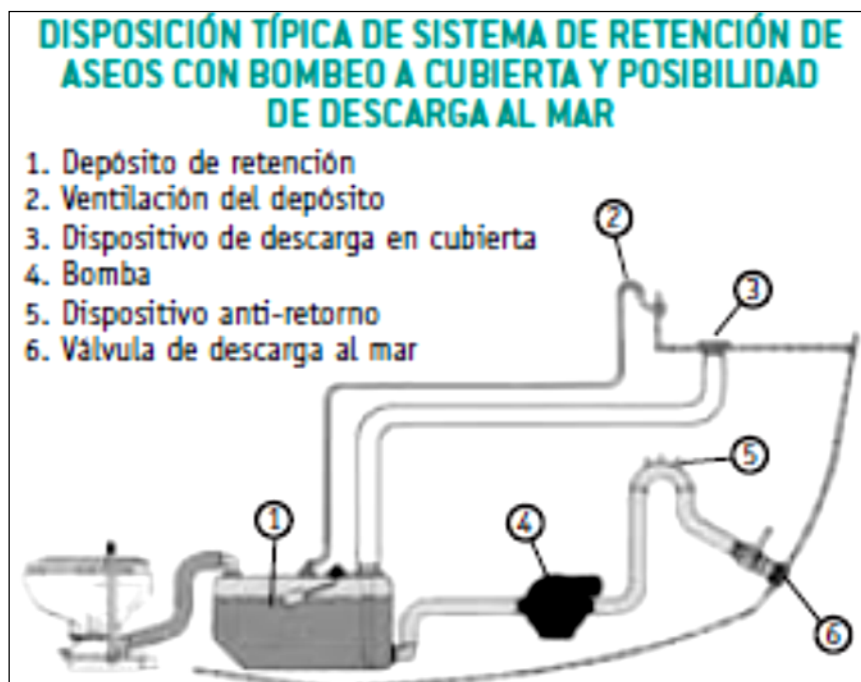 DISPOSICIÓN TÍPICA DE SISTEMA DE RETENCIÓN DE
ASEOS CON BOMBEO A CUBIERTA Y POSIBILIDAD
DE DESCARGA AL MAR
1. Depósito de retención
2. Ventilación del depósito
3. Dispositivo de descarga en cubierta
4. Bomba
5. Dispositivo anti-retorno
6. Válvula de descarga al mar
2
3
5
1
4
6